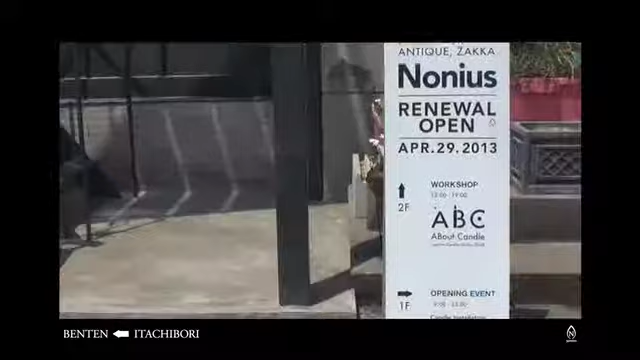 ANTIQUE, ZAKKA
Nonius
RENEWAL
OPEN
APR.29.2013
WORKSHOP
2F
ABC
ABout Candle
OPENING EVENT
1F
BENTEN ITACHIBORI